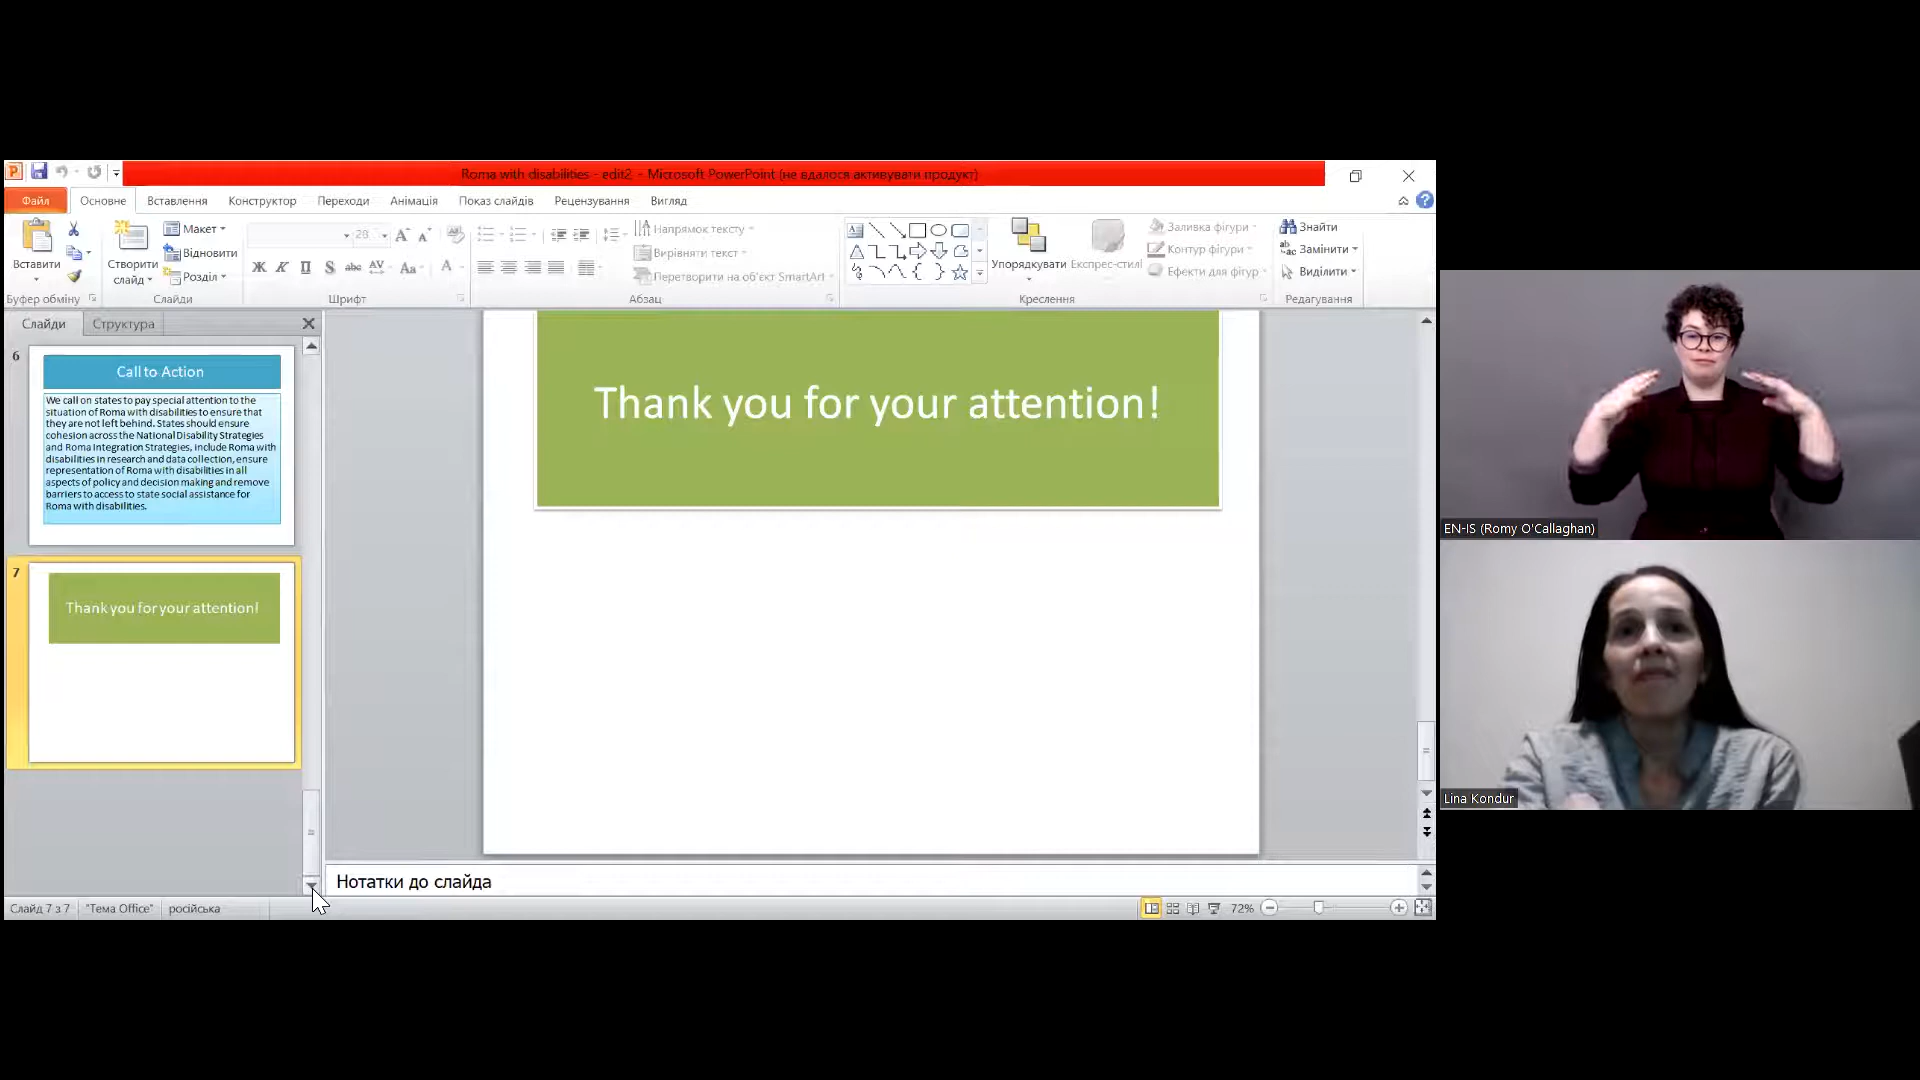 Roma with disabilities - edit2 - Microsoft PowerPoint (не вдалося активувати продукт)
Файл Основне Вставлення Конструктор Переходи Анімація Показ слайдів Рецензування Вигляд
Вставити
Створити слайд
Макет
Відновити
Розділ
28
Ж К П S abc AV Aa A
Напрямок тексту
Вирівняти текст
Перетворити на об'єкт SmartArt
Упорядкувати
Експрес-стилі
Заливка фігури
Контур фігури
Ефекти для фігур
Знайти
Замінити
Виділити
Буфер обміну Слайди Шрифт Абзац Креслення Редагування
Слайди Структура
6
Call to Action
We call on states to pay special attention to the
situation of Roma with disabilities to ensure that
they are not left behind. States should ensure
cohesion across the National Disability Strategies
and Roma Integration Strategies, include Roma with
disabilities in research and data collection, ensure
representation of Roma with disabilities in all
aspects of policy and decision making and remove
barriers to access to state social assistance for
Roma with disabilities.
7
Thank you for your attention!
Thank you for your attention!
Нотатки до слайда
Слайд 7 з 7 "Тема Office" російська 72%
EN-IS (Romy O'Callaghan)
Lina Kondur